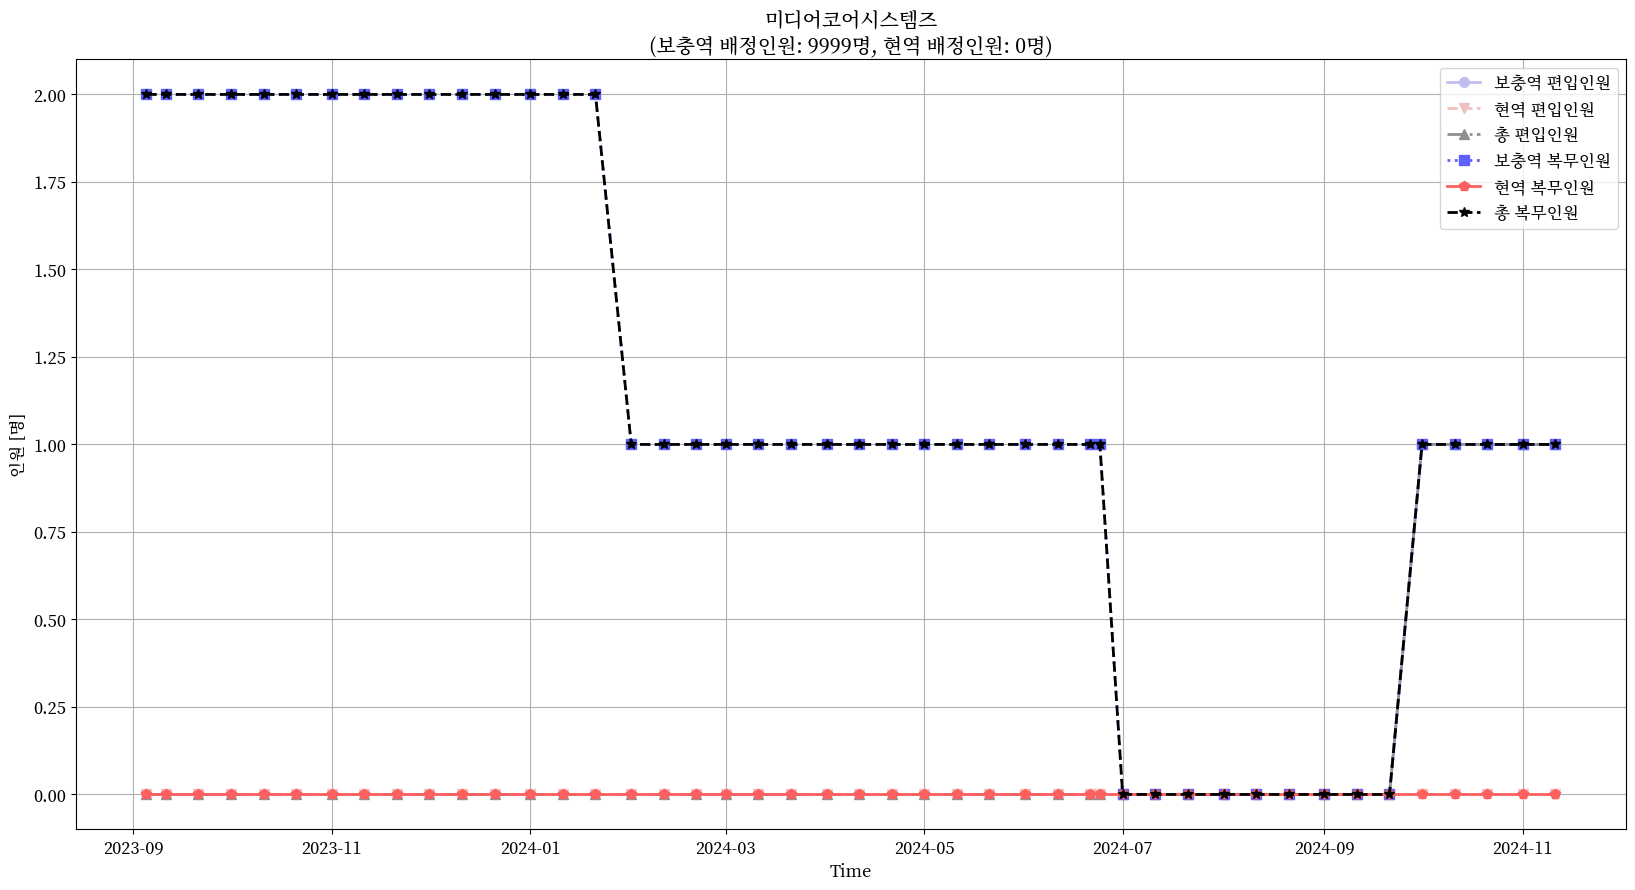 미디어코어시스템즈
(보충역 배정인원: 9999명, 현역 배정인원: 0명)
보충역 편입인원
현역 편입인원
총 편입인원
보충역 복무인원
현역 복무인원
총 복무인원
인원 [명]
2.00
1.75
1.50
1.25
1.00
0.75
0.50
0.25
0.00
2023-09
2023-11
2024-01
2024-03
2024-05
2024-07
2024-09
2024-11
Time